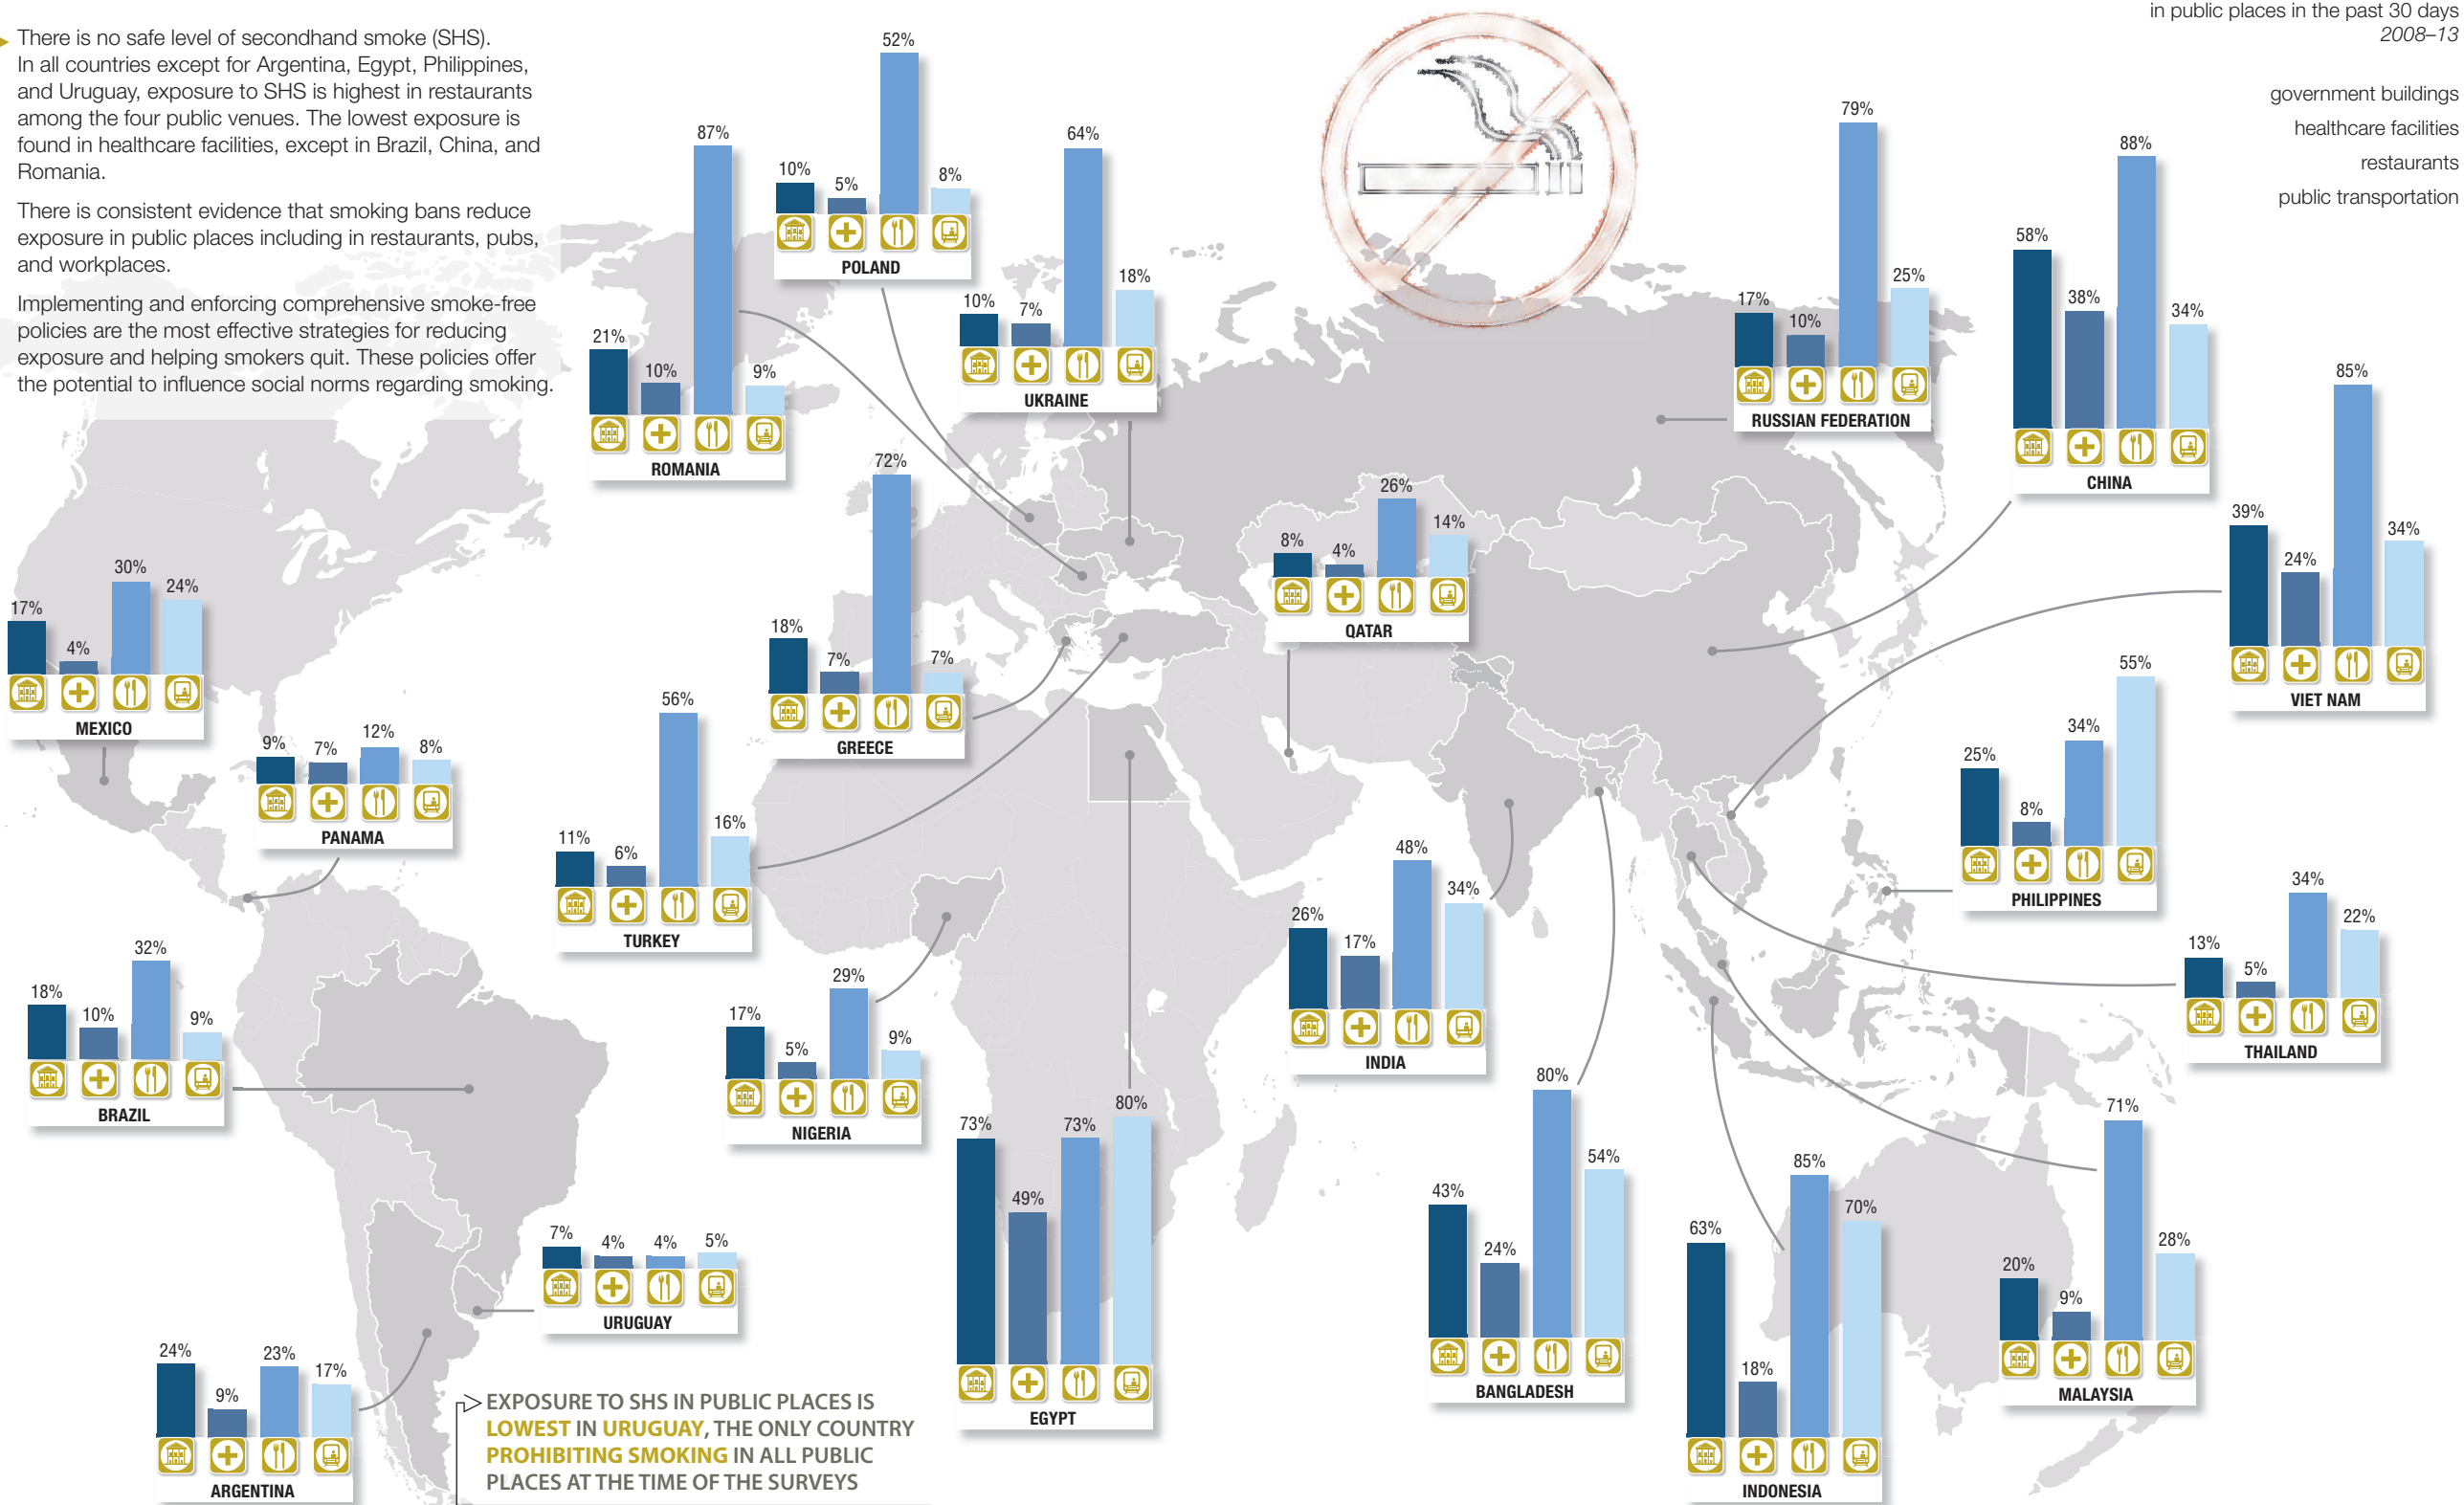 There is no safe level of secondhand smoke (SHS).
In all countries except for Argentina, Egypt, Philippines,
and Uruguay, exposure to SHS is highest in restaurants
among the four public venues. The lowest exposure is
found in healthcare facilities, except in Brazil, China, and
Romania.
There is consistent evidence that smoking bans reduce
exposure in public places including in restaurants, pubs,
and workplaces.
Implementing and enforcing comprehensive smoke-free
policies are the most effective strategies for reducing
exposure and helping smokers quit. These policies offer
the potential to influence social norms regarding smoking.
in public places in the past 30 days
2008–13
government buildings
healthcare facilities
restaurants
public transportation
10% 5% 52% 8%
POLAND
21% 10% 87% 9%
ROMANIA
10% 7% 64% 18%
UKRAINE
17% 10% 79% 25%
RUSSIAN FEDERATION
58% 38% 88% 34%
CHINA
39% 24% 85% 34%
VIET NAM
17% 4% 30% 24%
MEXICO
9% 7% 12% 8%
PANAMA
18% 7% 72% 7%
GREECE
8% 4% 26% 14%
QATAR
11% 6% 56% 16%
TURKEY
25% 8% 34% 55%
PHILIPPINES
13% 5% 34% 22%
THAILAND
18% 10% 32% 9%
BRAZIL
17% 5% 29% 9%
NIGERIA
26% 17% 48% 34%
INDIA
73% 49% 73% 80%
EGYPT
43% 24% 80% 54%
BANGLADESH
63% 18% 85% 70%
INDONESIA
20% 9% 71% 28%
MALAYSIA
7% 4% 4% 5%
URUGUAY
24% 9% 23% 17%
ARGENTINA
EXPOSURE TO SHS IN PUBLIC PLACES IS
LOWEST IN URUGUAY, THE ONLY COUNTRY
PROHIBITING SMOKING IN ALL PUBLIC
PLACES AT THE TIME OF THE SURVEYS